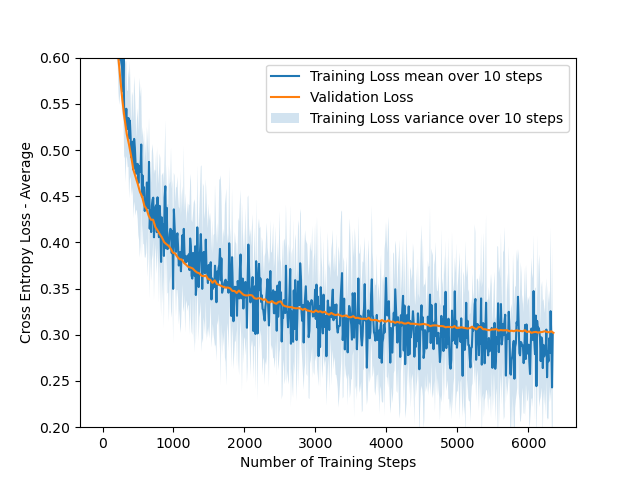 0.60
0.55
0.50
0.45
0.40
0.35
0.30
0.25
0.20
Cross Entropy Loss - Average
Training Loss mean over 10 steps
Validation Loss
Training Loss variance over 10 steps
0 1000 2000 3000 4000 5000 6000
Number of Training Steps